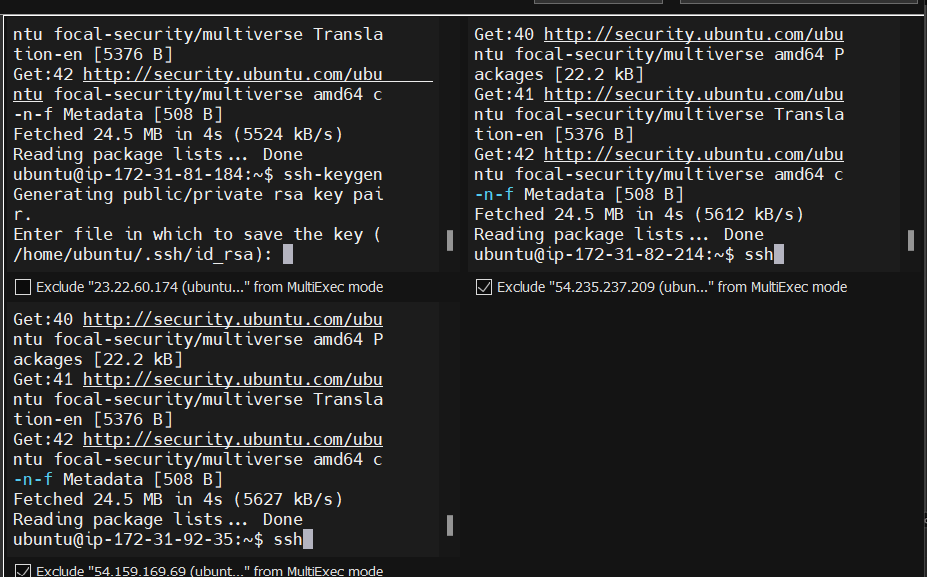 ntu focal-security/multiverse Transla
tion-en [5376 B]
Get:42 http://security.ubuntu.com/ubu
ntu focal-security/multiverse amd64 c
-n-f Metadata [508 B]
Fetched 24.5 MB in 4s (5524 kB/s)
Reading package lists... Done
ubuntu@ip-172-31-81-184:~$ ssh-keygen
Generating public/private rsa key pai
r.
Enter file in which to save the key (
/home/ubuntu/.ssh/id_rsa):
Exclude "23.22.60.174 (ubuntu..." from MultiExec mode
Get:40 http://security.ubuntu.com/ubu
ntu focal-security/multiverse amd64 P
ackages [22.2 kB]
Get:41 http://security.ubuntu.com/ubu
ntu focal-security/multiverse Transla
tion-en [5376 B]
Get:42 http://security.ubuntu.com/ubu
ntu focal-security/multiverse amd64 c
-n-f Metadata [508 B]
Fetched 24.5 MB in 4s (5612 kB/s)
Reading package lists... Done
ubuntu@ip-172-31-82-214:~$ ssh
Exclude "54.235.237.209 (ubun..." from MultiExec mode
Get:40 http://security.ubuntu.com/ubu
ntu focal-security/multiverse amd64 P
ackages [22.2 kB]
Get:41 http://security.ubuntu.com/ubu
ntu focal-security/multiverse Transla
tion-en [5376 B]
Get:42 http://security.ubuntu.com/ubu
ntu focal-security/multiverse amd64 c
-n-f Metadata [508 B]
Fetched 24.5 MB in 4s (5627 kB/s)
Reading package lists... Done
ubuntu@ip-172-31-92-35:~$ ssh
Exclude "54.159.169.69 (ubunt..." from MultiExec mode